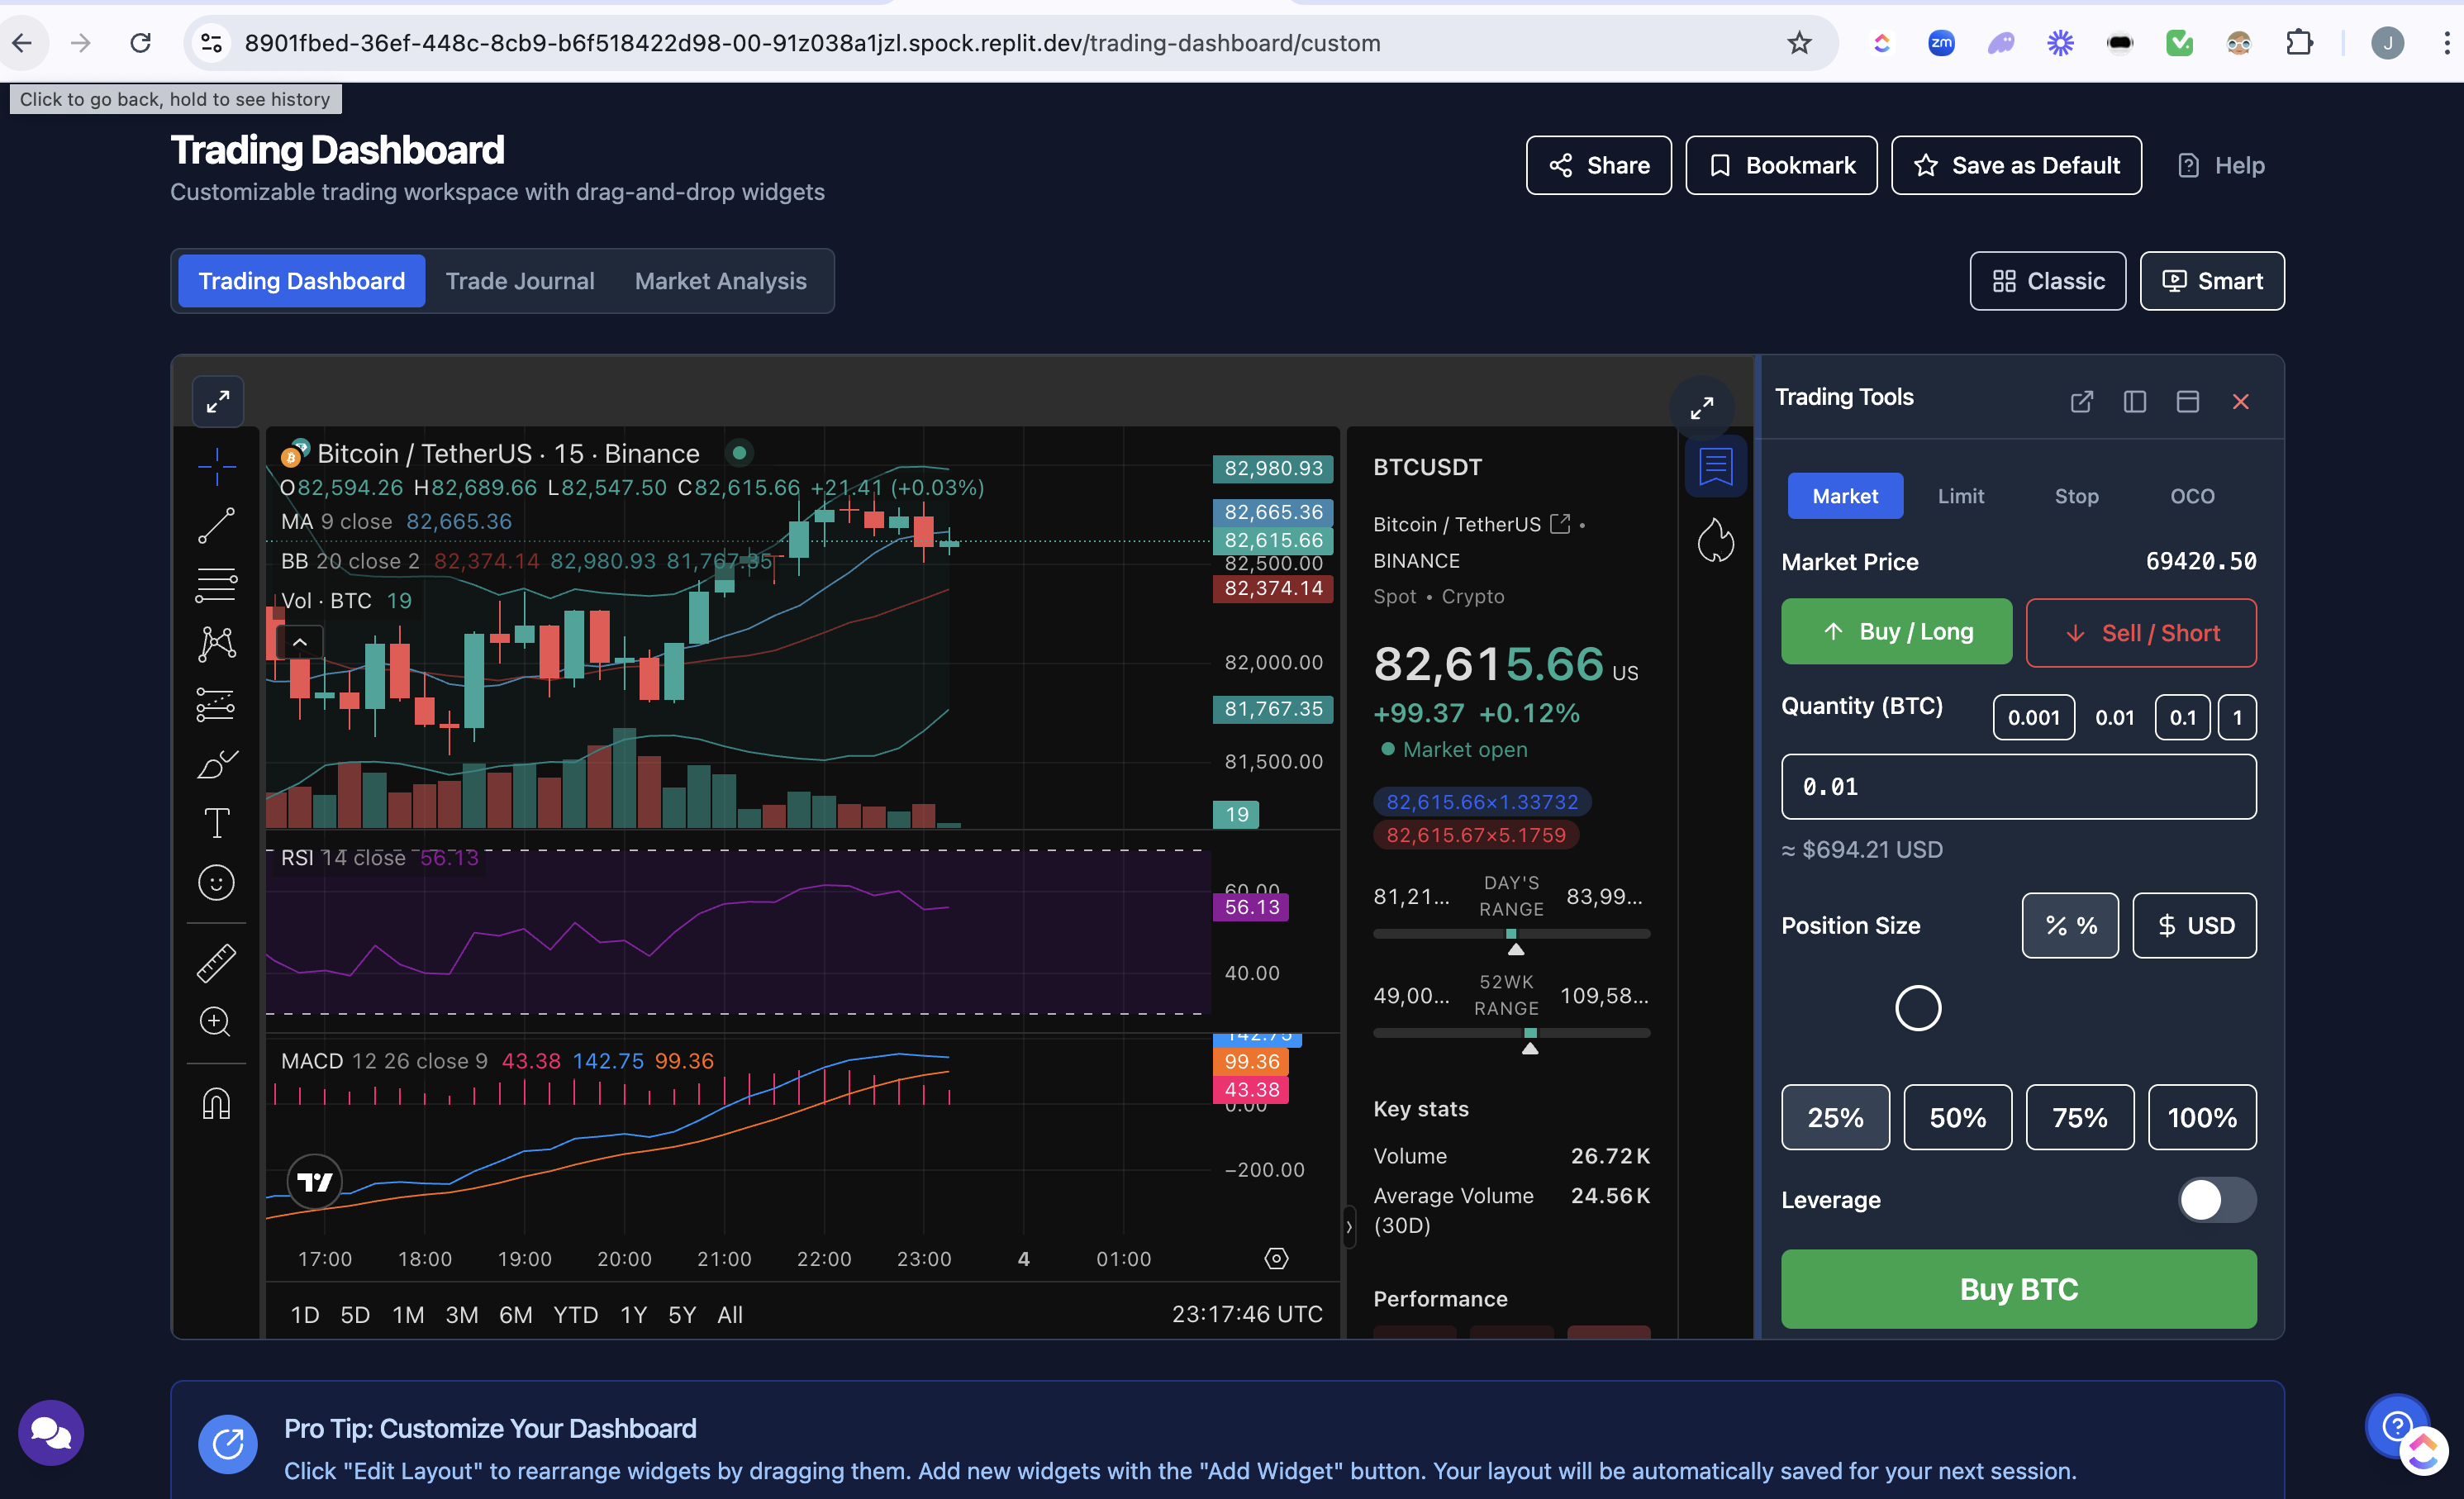 8901fbed-36ef-448c-8cb9-b6f518422d98-00-91z038a1jzl.spock.replit.dev/trading-dashboard/custom
zm
J
Click to go back, hold to see history
Trading Dashboard
Customizable trading workspace with drag-and-drop widgets
Share
Bookmark
Save as Default
Help
Trading Dashboard
Trade Journal
Market Analysis
Classic
Smart
Bitcoin / TetherUS · 15 · Binance
O82,594.26 H82,689.66 L82,547.50 C82,615.66 +21.41 (+0.03%)
MA 9 close 82,665.36
BB 20 close 2 82,374.14 82,980.93 81,767.35
Vol · BTC 19
82,980.93
82,665.36
82,615.66
82,500.00
82,374.14
82,000.00
81,767.35
81,500.00
19
RSI 14 close 56.13
60.00
56.13
40.00
MACD 12 26 close 9 43.38 142.75 99.36
142.75
99.36
43.38
0.00
−200.00
17:00 18:00 19:00 20:00 21:00 22:00 23:00 4 01:00
1D 5D 1M 3M 6M YTD 1Y 5Y All
23:17:46 UTC
BTCUSDT
Bitcoin / TetherUS •
BINANCE
Spot • Crypto
82,615.66 US
+99.37 +0.12%
Market open
82,615.66×1.33732
82,615.67×5.1759
81,21... DAY'S RANGE 83,99...
49,00... 52WK RANGE 109,58...
Key stats
Volume 26.72K
Average Volume (30D) 24.56K
Performance
Trading Tools
Market
Limit
Stop
OCO
Market Price 69420.50
Buy / Long
Sell / Short
Quantity (BTC) 0.001 0.01 0.1 1
0.01
≈ $694.21 USD
Position Size % % $ USD
25% 50% 75% 100%
Leverage
Buy BTC
Pro Tip: Customize Your Dashboard
Click "Edit Layout" to rearrange widgets by dragging them. Add new widgets with the "Add Widget" button. Your layout will be automatically saved for your next session.